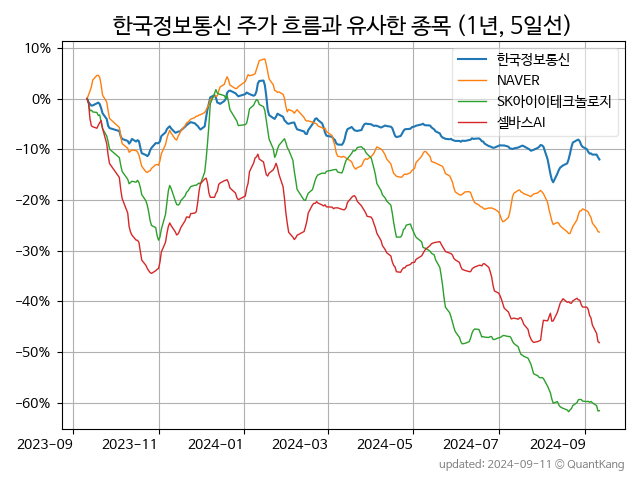 한국정보통신 주가 흐름과 유사한 종목 (1년, 5일선)
한국정보통신
NAVER
SK아이이테크놀로지
셀바스AI
10%
0%
−10%
−20%
−30%
−40%
−50%
−60%
2023-09 2023-11 2024-01 2024-03 2024-05 2024-07 2024-09
updated: 2024-09-11 © QuantKang